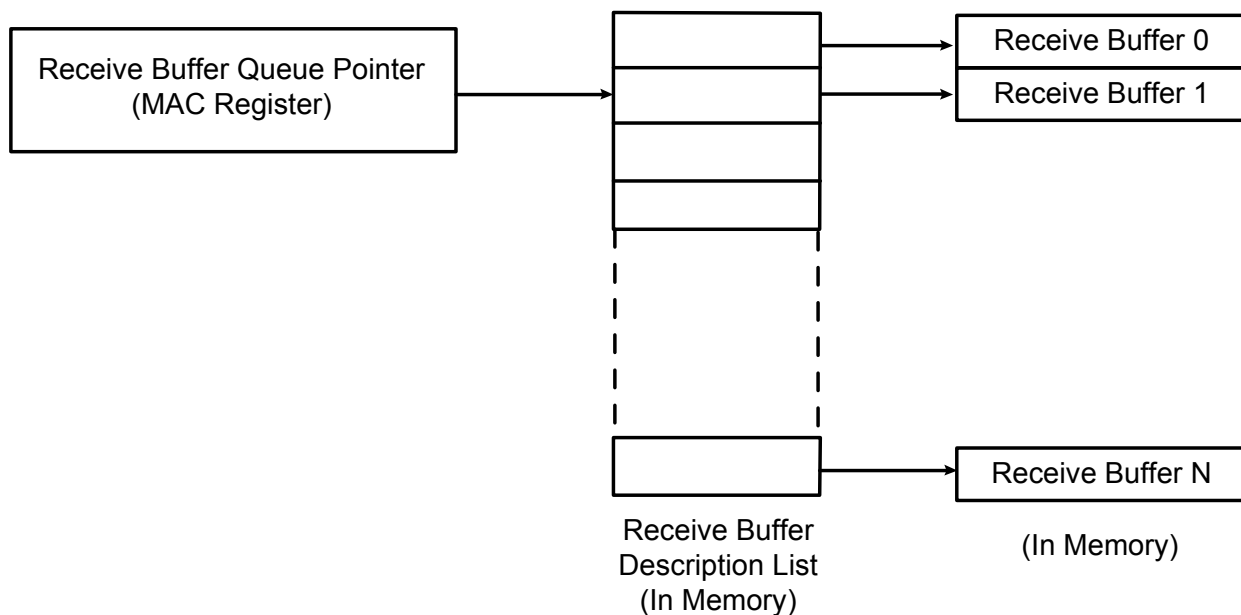 Receive Buffer Queue Pointer
(MAC Register)
Receive Buffer 0
Receive Buffer 1
Receive Buffer N
Receive Buffer
Description List
(In Memory)
(In Memory)